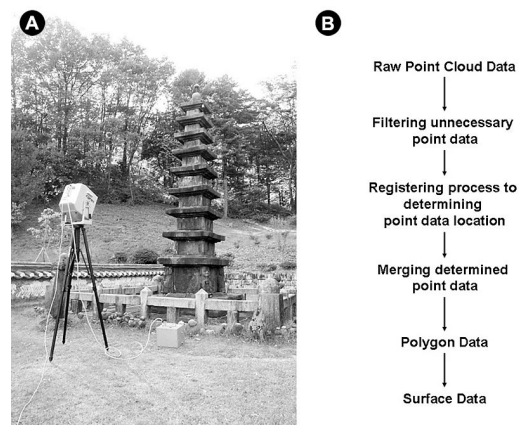 A
B
Raw Point Cloud Data
Filtering unnecessary
point data
Registering process to
determining
point data location
Merging determined
point data
Polygon Data
Surface Data